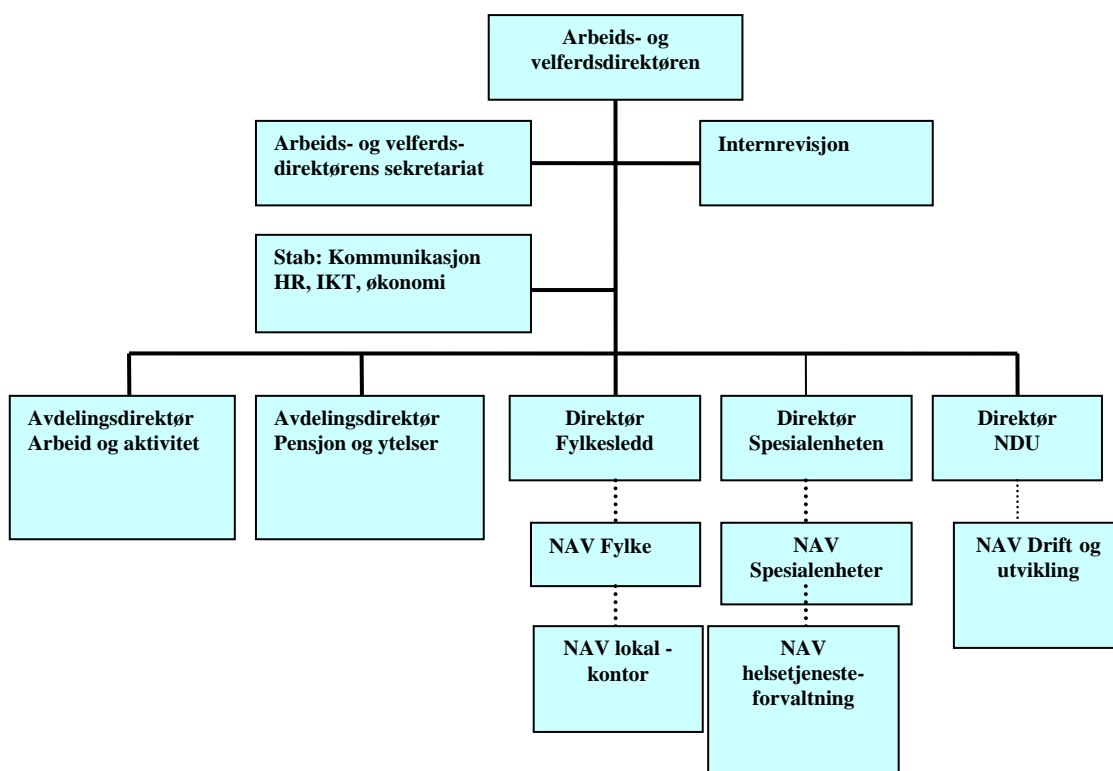 Arbeids- og
velferdsdirektøren
Arbeids- og velferds-
direktørens sekretariat
Internrevisjon
Stab: Kommunikasjon
HR, IKT, økonomi
Avdelingsdirektør
Arbeid og aktivitet
Avdelingsdirektør
Pensjon og ytelser
Direktør
Fylkesledd
Direktør
Spesialenheten
Direktør
NDU
NAV Fylke
NAV
Spesialenheter
NAV Drift og
utvikling
NAV lokal -
kontor
NAV
helsetjeneste-
forvaltning